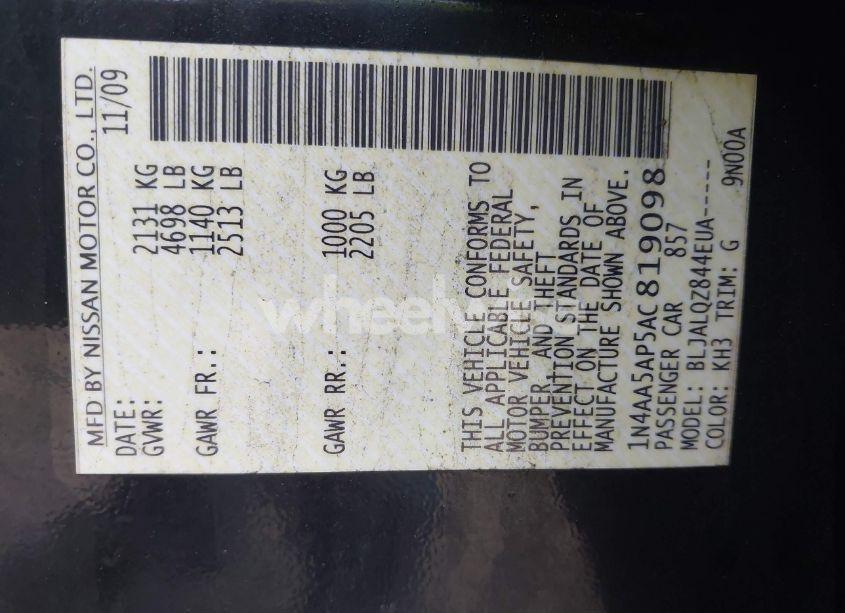 MFD BY NISSAN MOTOR CO., LTD.
DATE: 11/09
GVWR: 2131 KG
4698 LB
GAWR FR.: 1140 KG
2513 LB
GAWR RR.: 1000 KG
2205 LB
THIS VEHICLE CONFORMS TO
ALL APPLICABLE FEDERAL
MOTOR VEHICLE SAFETY,
BUMPER, AND THEFT
PREVENTION STANDARDS IN
EFFECT ON THE DATE OF
MANUFACTURE SHOWN ABOVE.
1N4AA5AP5AC819098
PASSENGER CAR 857
MODEL: BLJALQZ844EUA-----
COLOR: KH3 TRIM: G 9N00A